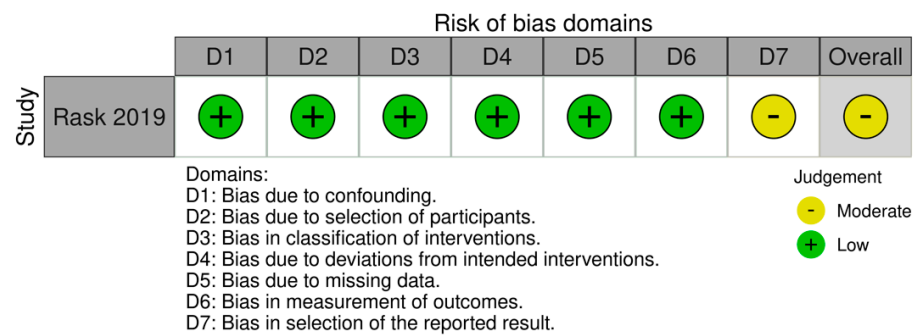 Risk of bias domains
D1 D2 D3 D4 D5 D6 D7 Overall
Study
Rask 2019 + + + + + + - -
Domains:
D1: Bias due to confounding.
D2: Bias due to selection of participants.
D3: Bias in classification of interventions.
D4: Bias due to deviations from intended interventions.
D5: Bias due to missing data.
D6: Bias in measurement of outcomes.
D7: Bias in selection of the reported result.
Judgement
- Moderate
+ Low